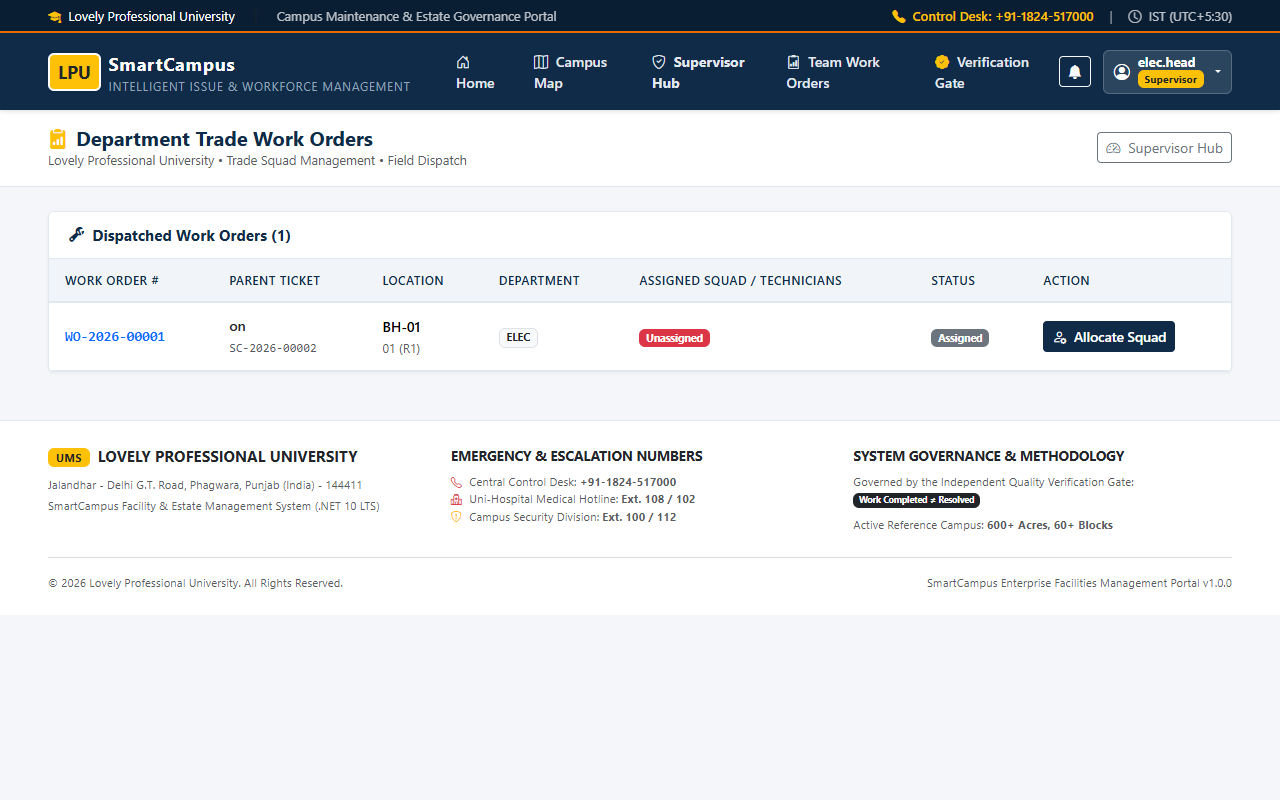 Lovely Professional University
Campus Maintenance & Estate Governance Portal
Control Desk: +91-1824-517000 | IST (UTC+5:30)
LPU
SmartCampus
INTELLIGENT ISSUE & WORKFORCE MANAGEMENT
Home
Campus Map
Supervisor Hub
Team Work Orders
Verification Gate
elec.head
Supervisor
Department Trade Work Orders
Lovely Professional University • Trade Squad Management • Field Dispatch
Supervisor Hub
Dispatched Work Orders (1)
WORK ORDER # PARENT TICKET LOCATION DEPARTMENT ASSIGNED SQUAD / TECHNICIANS STATUS ACTION
WO-2026-00001
on
SC-2026-00002
BH-01
01 (R1)
ELEC
Unassigned
Assigned
Allocate Squad
UMS LOVELY PROFESSIONAL UNIVERSITY
Jalandhar - Delhi G.T. Road, Phagwara, Punjab (India) - 144411
SmartCampus Facility & Estate Management System (.NET 10 LTS)
EMERGENCY & ESCALATION NUMBERS
Central Control Desk: +91-1824-517000
Uni-Hospital Medical Hotline: Ext. 108 / 102
Campus Security Division: Ext. 100 / 112
SYSTEM GOVERNANCE & METHODOLOGY
Governed by the Independent Quality Verification Gate:
Work Completed ≠ Resolved
Active Reference Campus: 600+ Acres, 60+ Blocks
© 2026 Lovely Professional University. All Rights Reserved.
SmartCampus Enterprise Facilities Management Portal v1.0.0